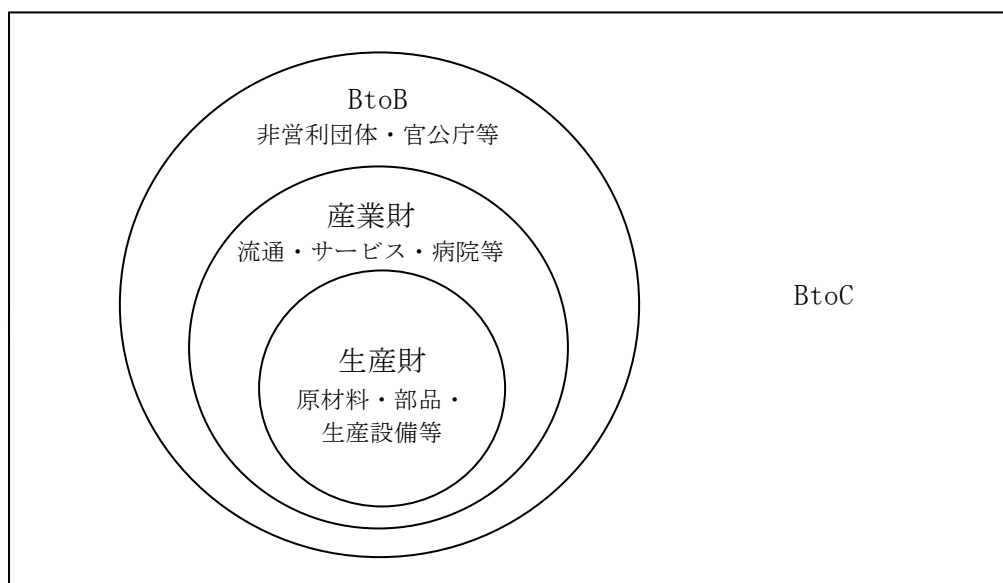 BtoB
非営利団体・官公庁等
産業財
流通・サービス・病院等
BtoC
生産財
原材料・部品・
生産設備等